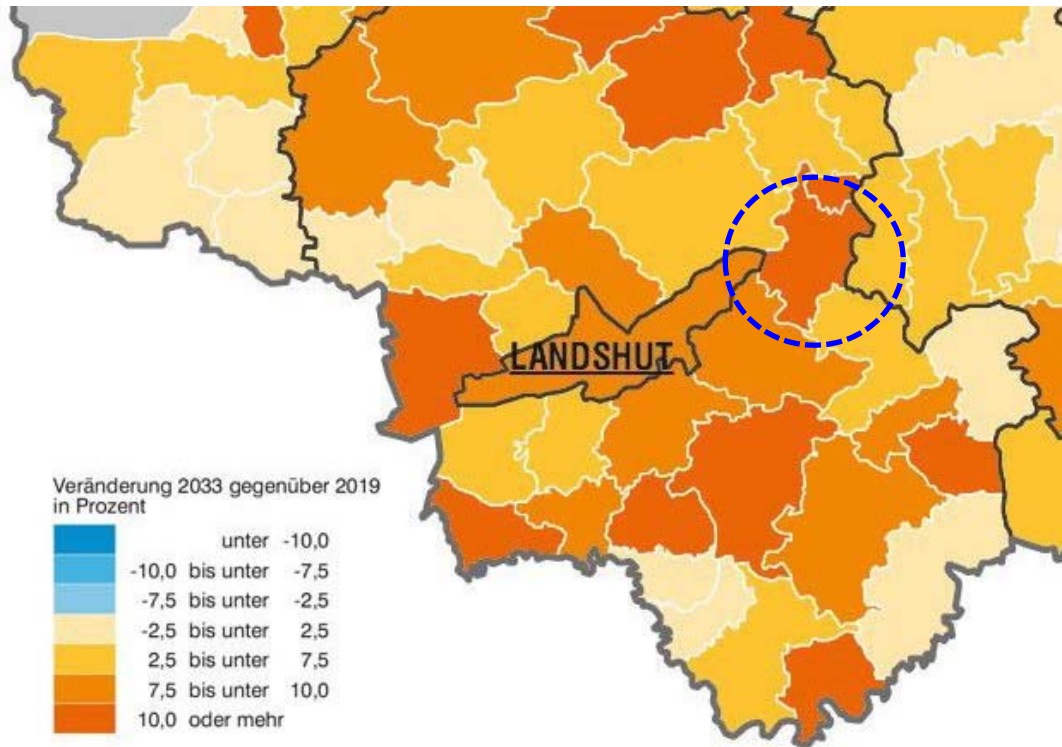 LANDSHUT
Veränderung 2033 gegenüber 2019
in Prozent
unter -10,0
-10,0 bis unter -7,5
-7,5 bis unter -2,5
-2,5 bis unter 2,5
2,5 bis unter 7,5
7,5 bis unter 10,0
10,0 oder mehr